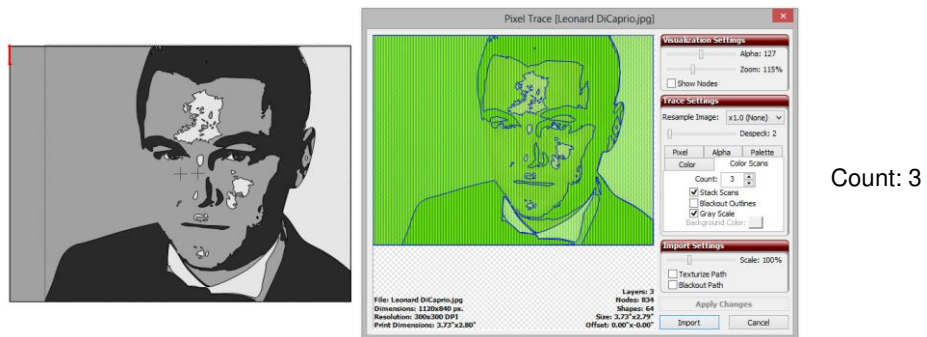 Pixel Trace [Leonard DiCaprio.jpg]
Visualization Settings
Alpha: 127
Zoom: 115%
Show Nodes
Trace Settings
Resample Image: x1.0 (None)
Despeck: 2
Pixel Alpha Palette
Color Color Scans
Count: 3
Stack Scans
Blackout Outlines
Gray Scale
Background Color:
Import Settings
Scale: 100%
Texturize Path
Blackout Path
Apply Changes
Import Cancel
File: Leonard DiCaprio.jpg
Dimensions: 1120x840 px.
Resolution: 300x300 DPI
Print Dimensions: 3.73"x2.80"
Layers: 3
Nodes: 834
Shapes: 64
Size: 3.73"x2.79"
Offset: 0.00"x-0.00"
Count: 3